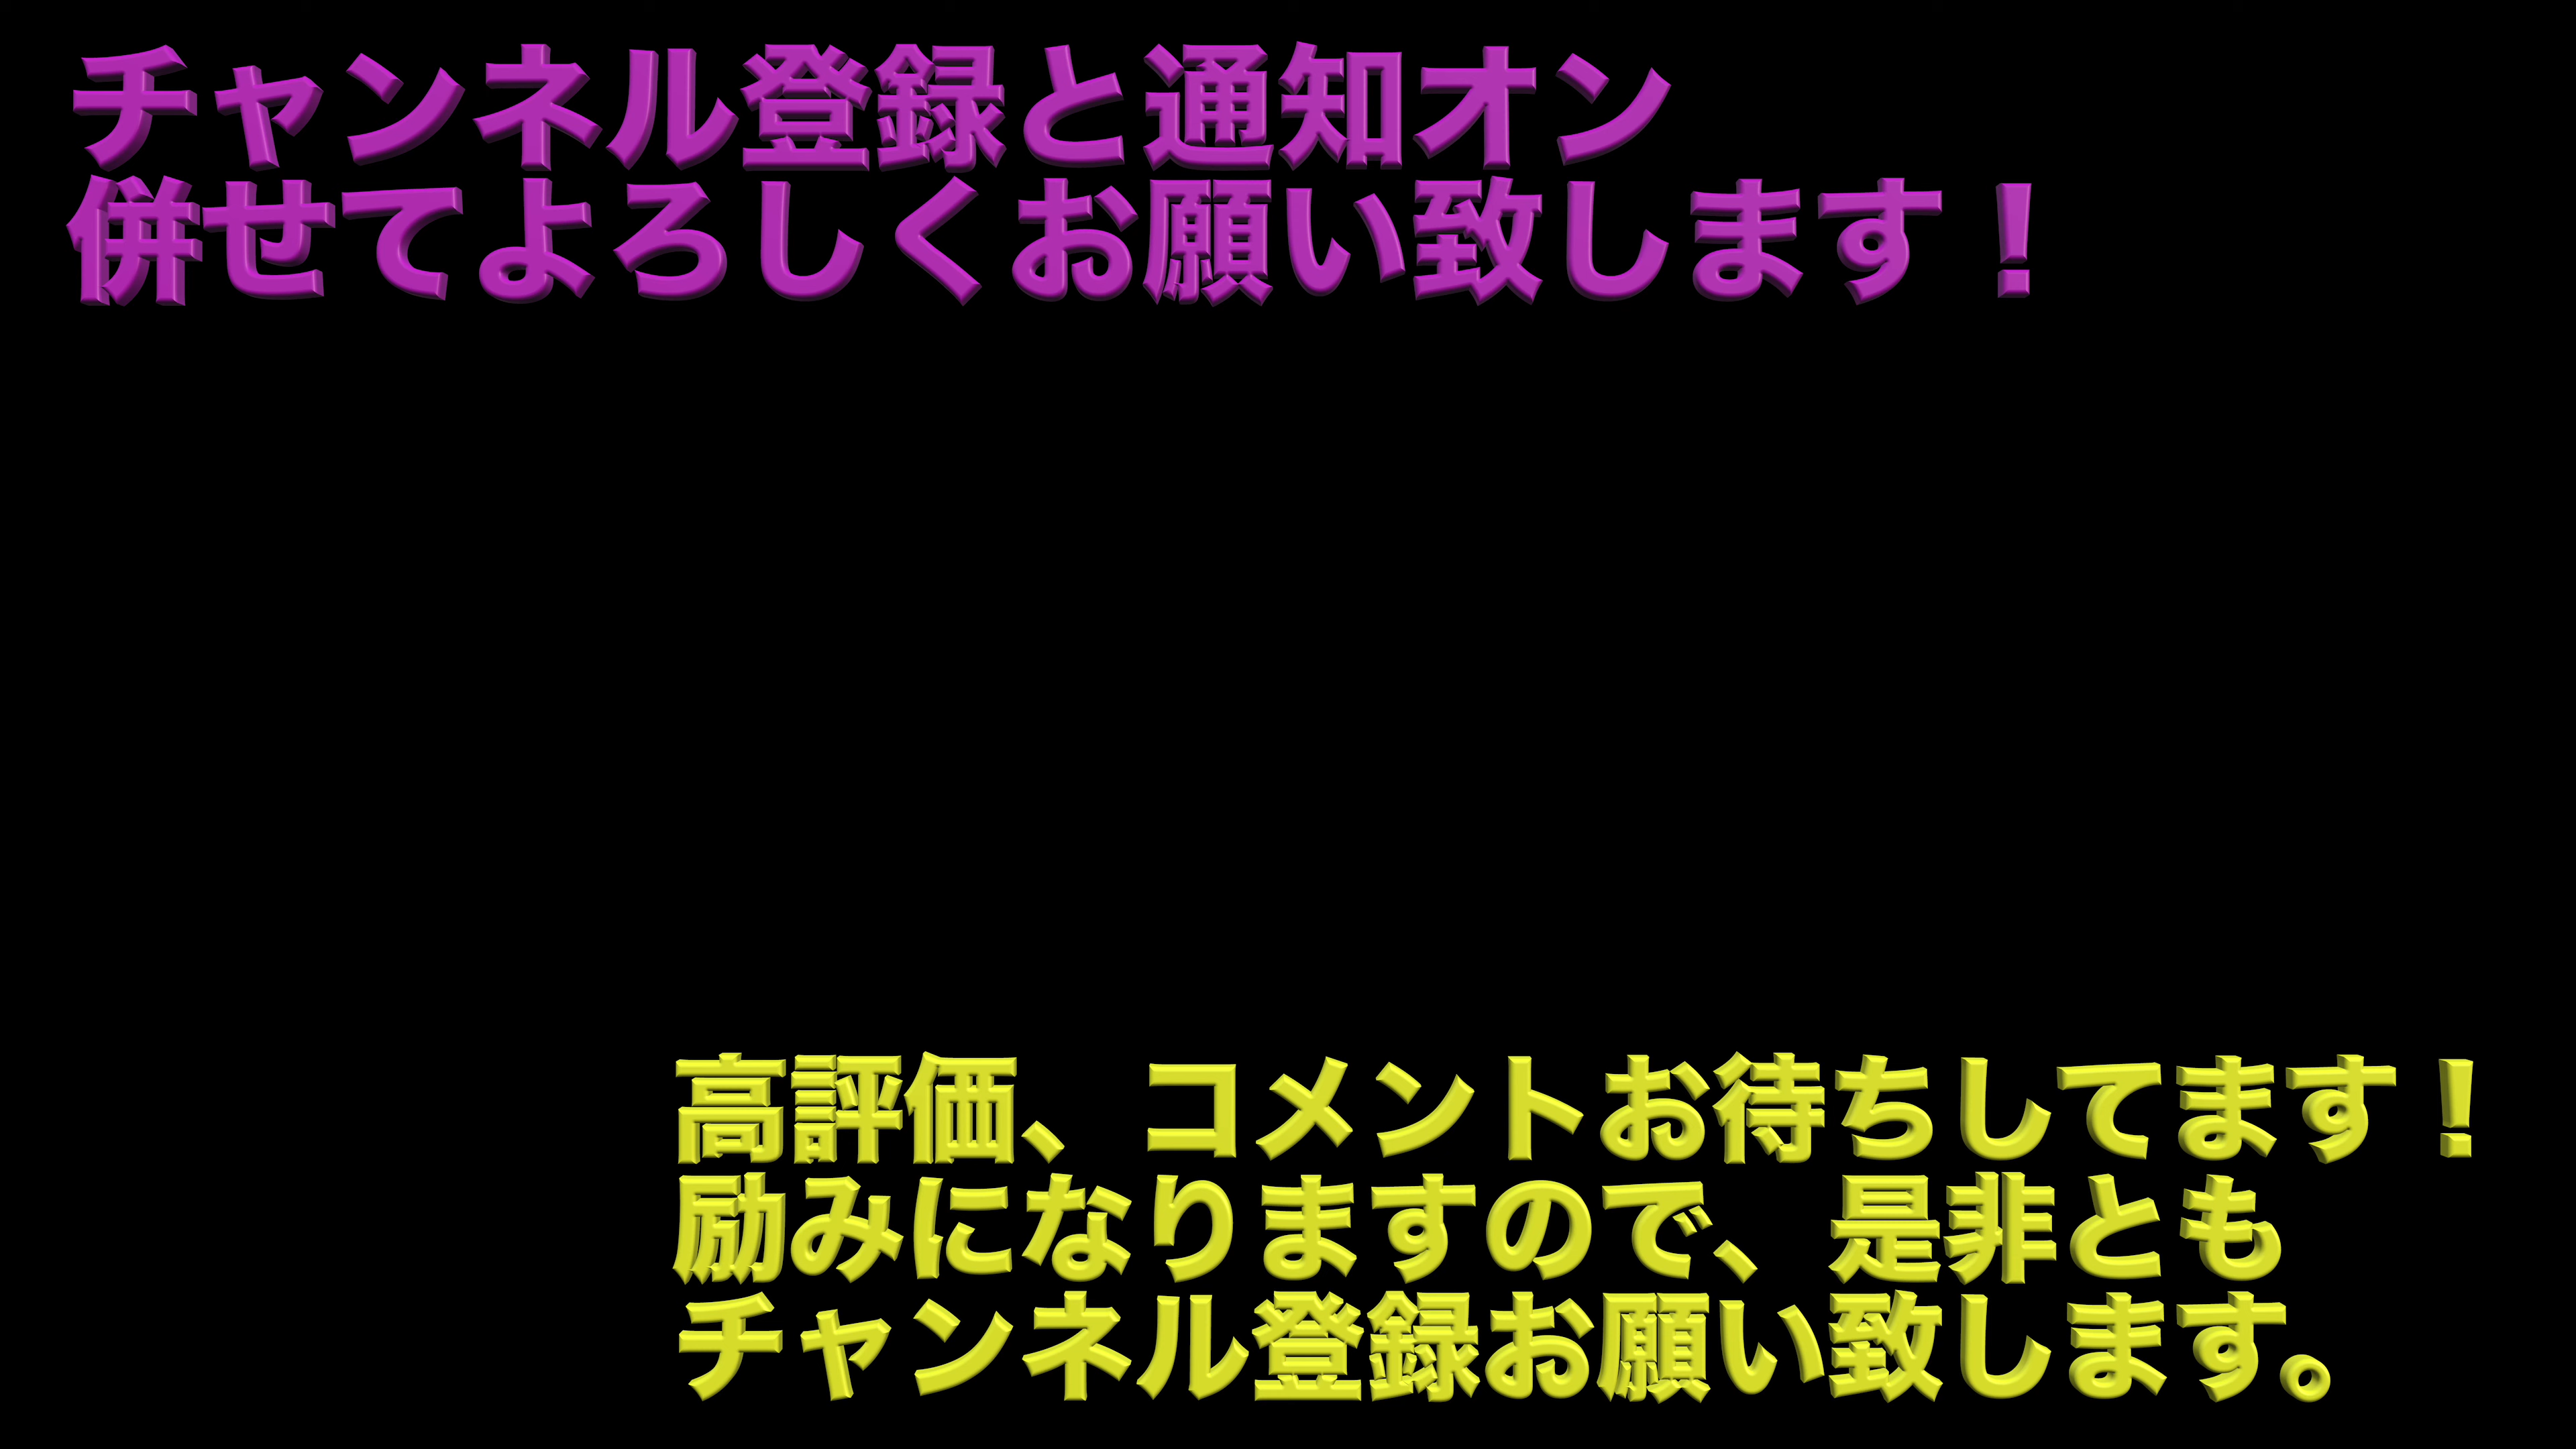 チャンネル登録と通知オン
併せてよろしくお願い致します！
高評価、コメントお待ちしてます！
励みになりますので、是非とも
チャンネル登録お願い致します。